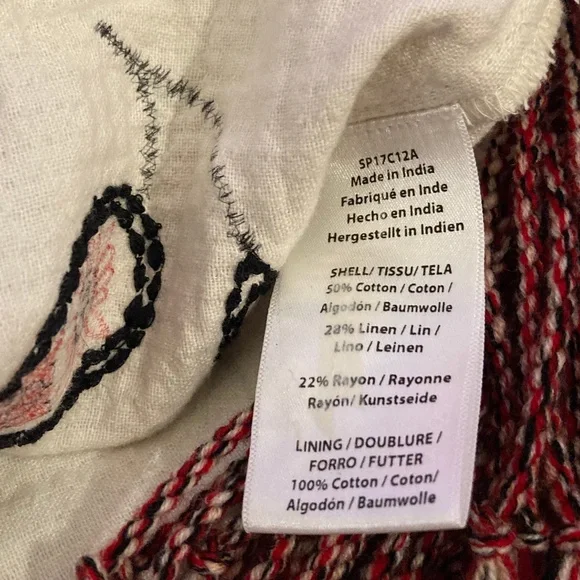 SP17C12A
Made in India
Fabriqué en Inde
Hecho en India
Hergestellt in Indien
SHELL/ TISSU/ TELA
50% Cotton / Coton /
Algodón / Baumwolle
28% Linen / Lin /
Lino / Leinen
22% Rayon / Rayonne
Rayón/ Kunstseide
LINING / DOUBLURE /
FORRO / FUTTER
100% Cotton / Coton/
Algodón / Baumwolle